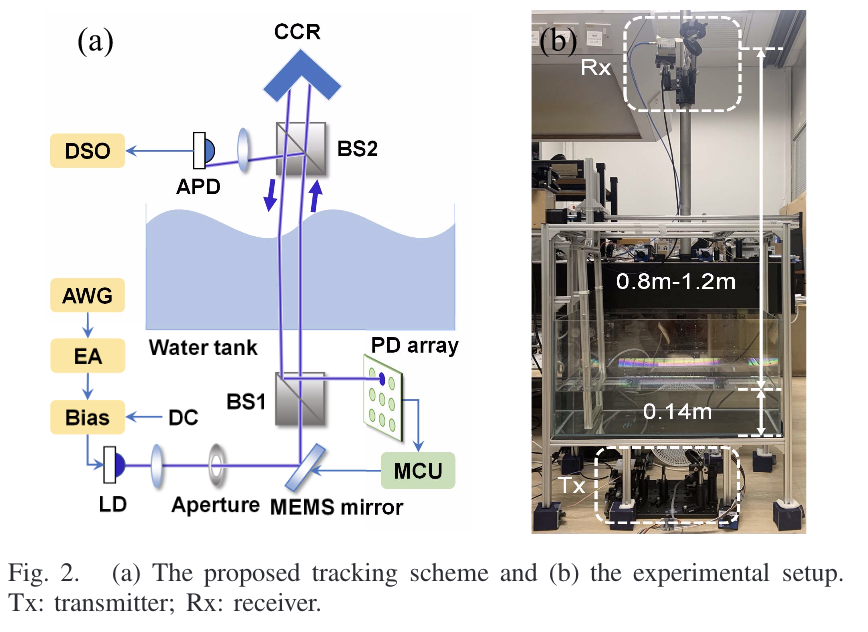 (a)
CCR
DSO
APD
BS2
AWG
EA
Bias
DC
Water tank
PD array
BS1
MCU
LD
Aperture
MEMS mirror
(b)
Rx
0.8m-1.2m
0.14m
Tx
Fig. 2. (a) The proposed tracking scheme and (b) the experimental setup.
Tx: transmitter; Rx: receiver.